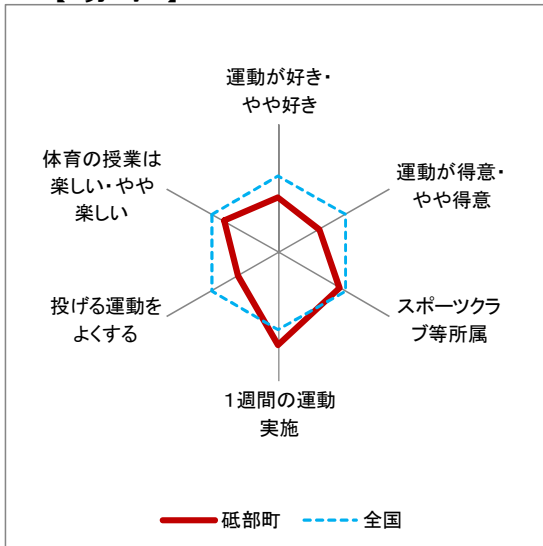 運動が好き・
やや好き
運動が得意・
やや得意
スポーツクラ
ブ等所属
1週間の運動
実施
投げる運動を
よくする
体育の授業は
楽しい・やや
楽しい
砥部町
全国